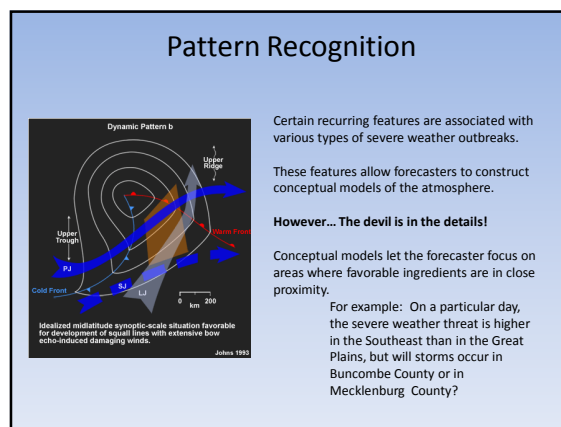 Pattern Recognition
Dynamic Pattern b
Upper
Ridge
Upper
Trough
Warm Front
PJ
SJ
LJ
Cold Front
0 200
km
Idealized midlatitude synoptic-scale situation favorable
for development of squall lines with extensive bow
echo-induced damaging winds.
Johns 1993
Certain recurring features are associated with
various types of severe weather outbreaks.
These features allow forecasters to construct
conceptual models of the atmosphere.
However... The devil is in the details!
Conceptual models let the forecaster focus on
areas where favorable ingredients are in close
proximity.
For example: On a particular day,
the severe weather threat is higher
in the Southeast than in the Great
Plains, but will storms occur in
Buncombe County or in
Mecklenburg County?